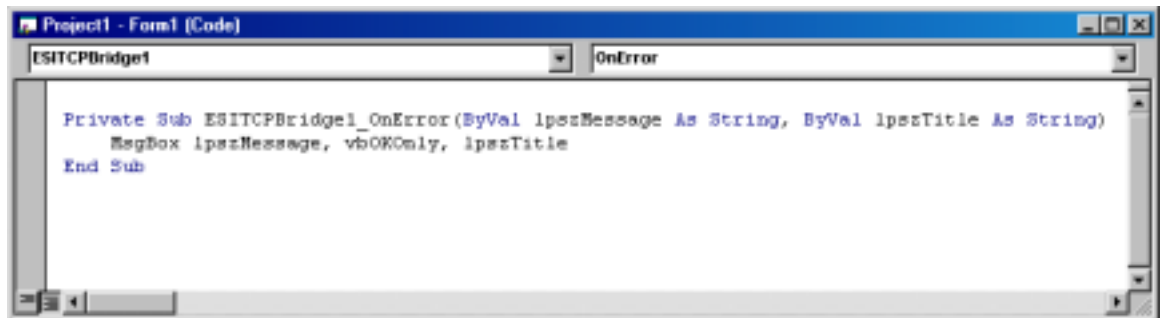 Project1 - Form1 (Code)
ESITCPBridge1 OnError
Private Sub ESITCPBridge1_OnError(ByVal lpszMessage As String, ByVal lpszTitle As String)
MsgBox lpszMessage, vbOKOnly, lpszTitle
End Sub